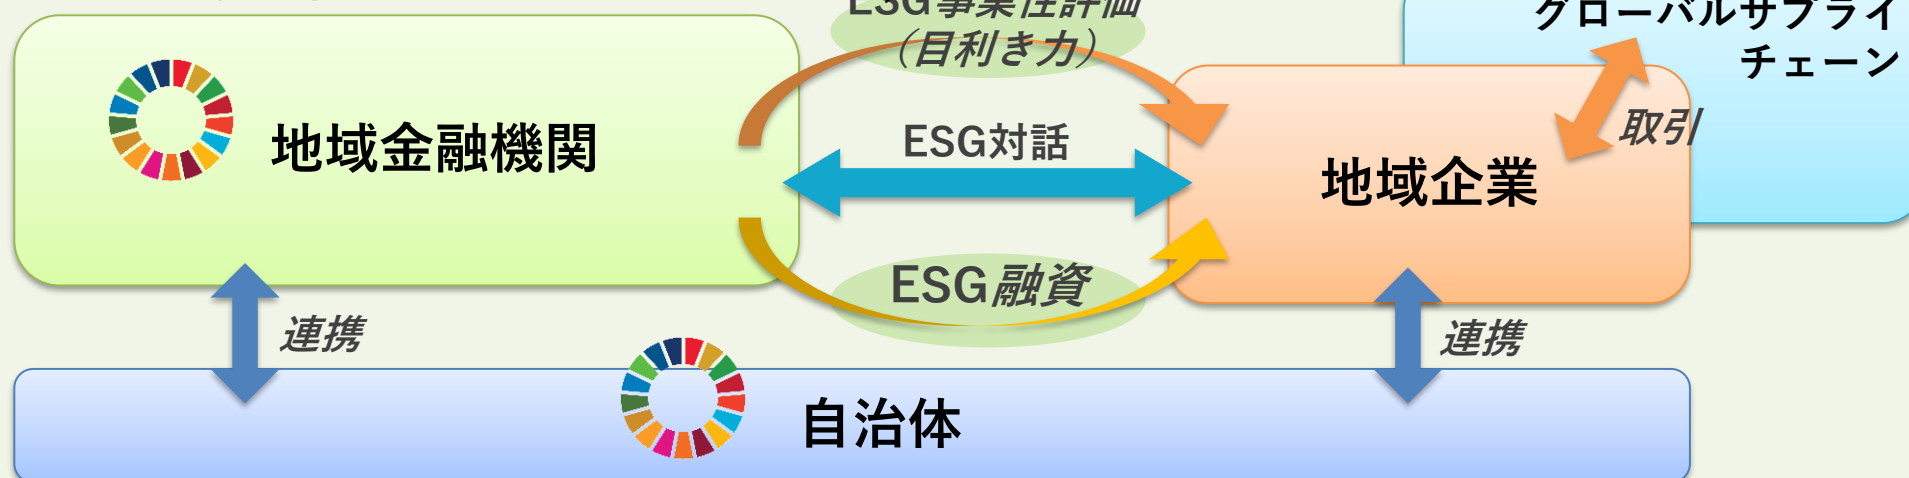 ESG事業性評価
（目利き力）
グローバルサプライ
チェーン
取引
地域金融機関
ESG対話
地域企業
ESG融資
連携
連携
自治体